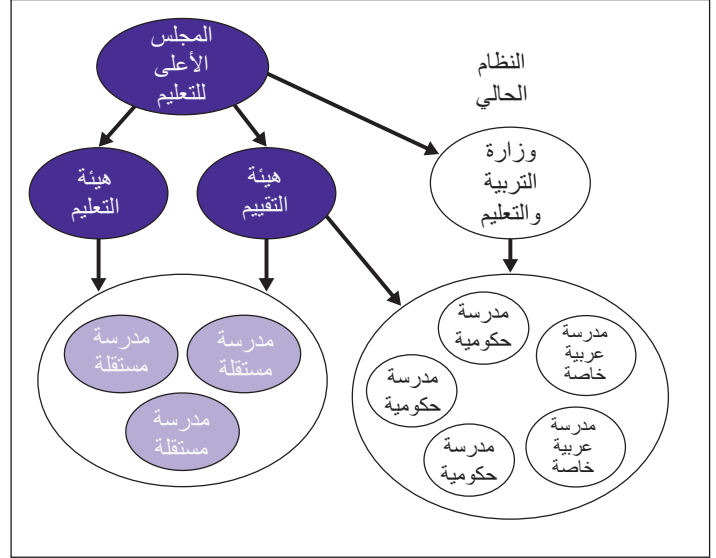 المجلس
الأعلى
للتعليم
النظام
الحالي
هيئة
التعليم
هيئة
التقييم
وزارة
التربية
والتعليم
مدرسة
مستقلة
مدرسة
مستقلة
مدرسة
مستقلة
مدرسة
حكومية
مدرسة
عربية
خاصة
مدرسة
حكومية
مدرسة
حكومية
مدرسة
عربية
خاصة